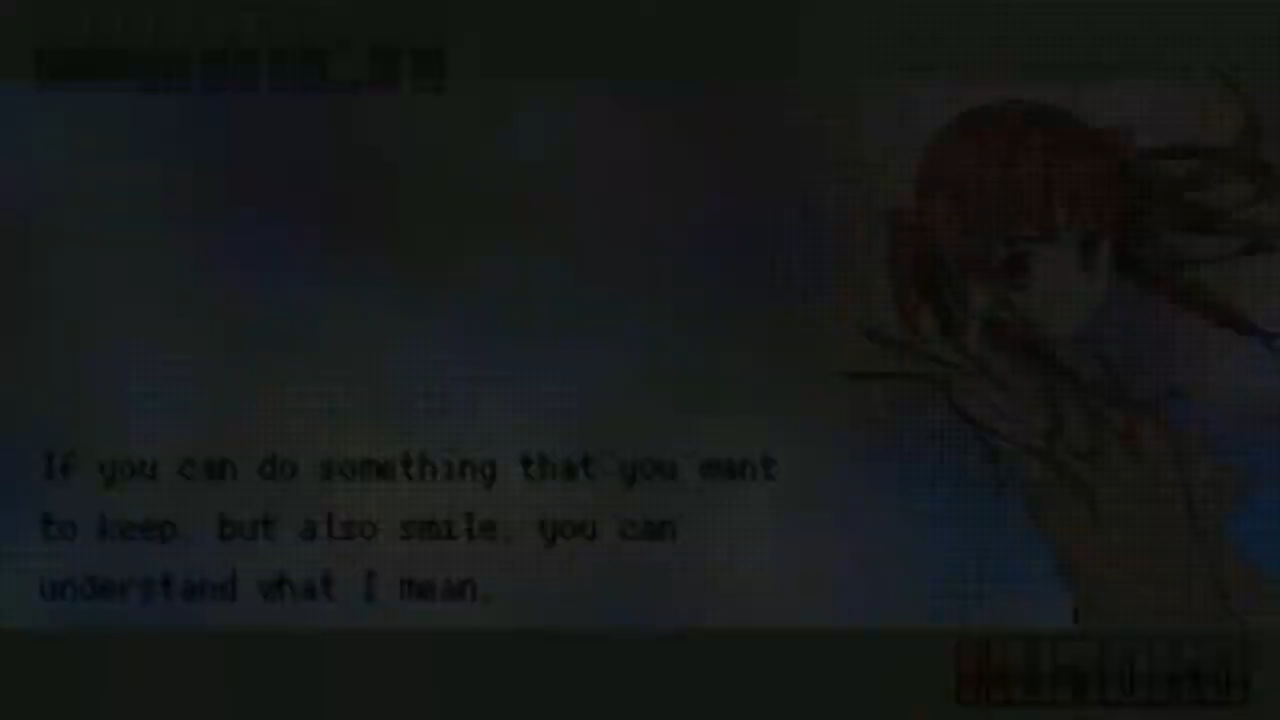 If you can do something that you want
to keep, but also smile, you can
understand what I mean.